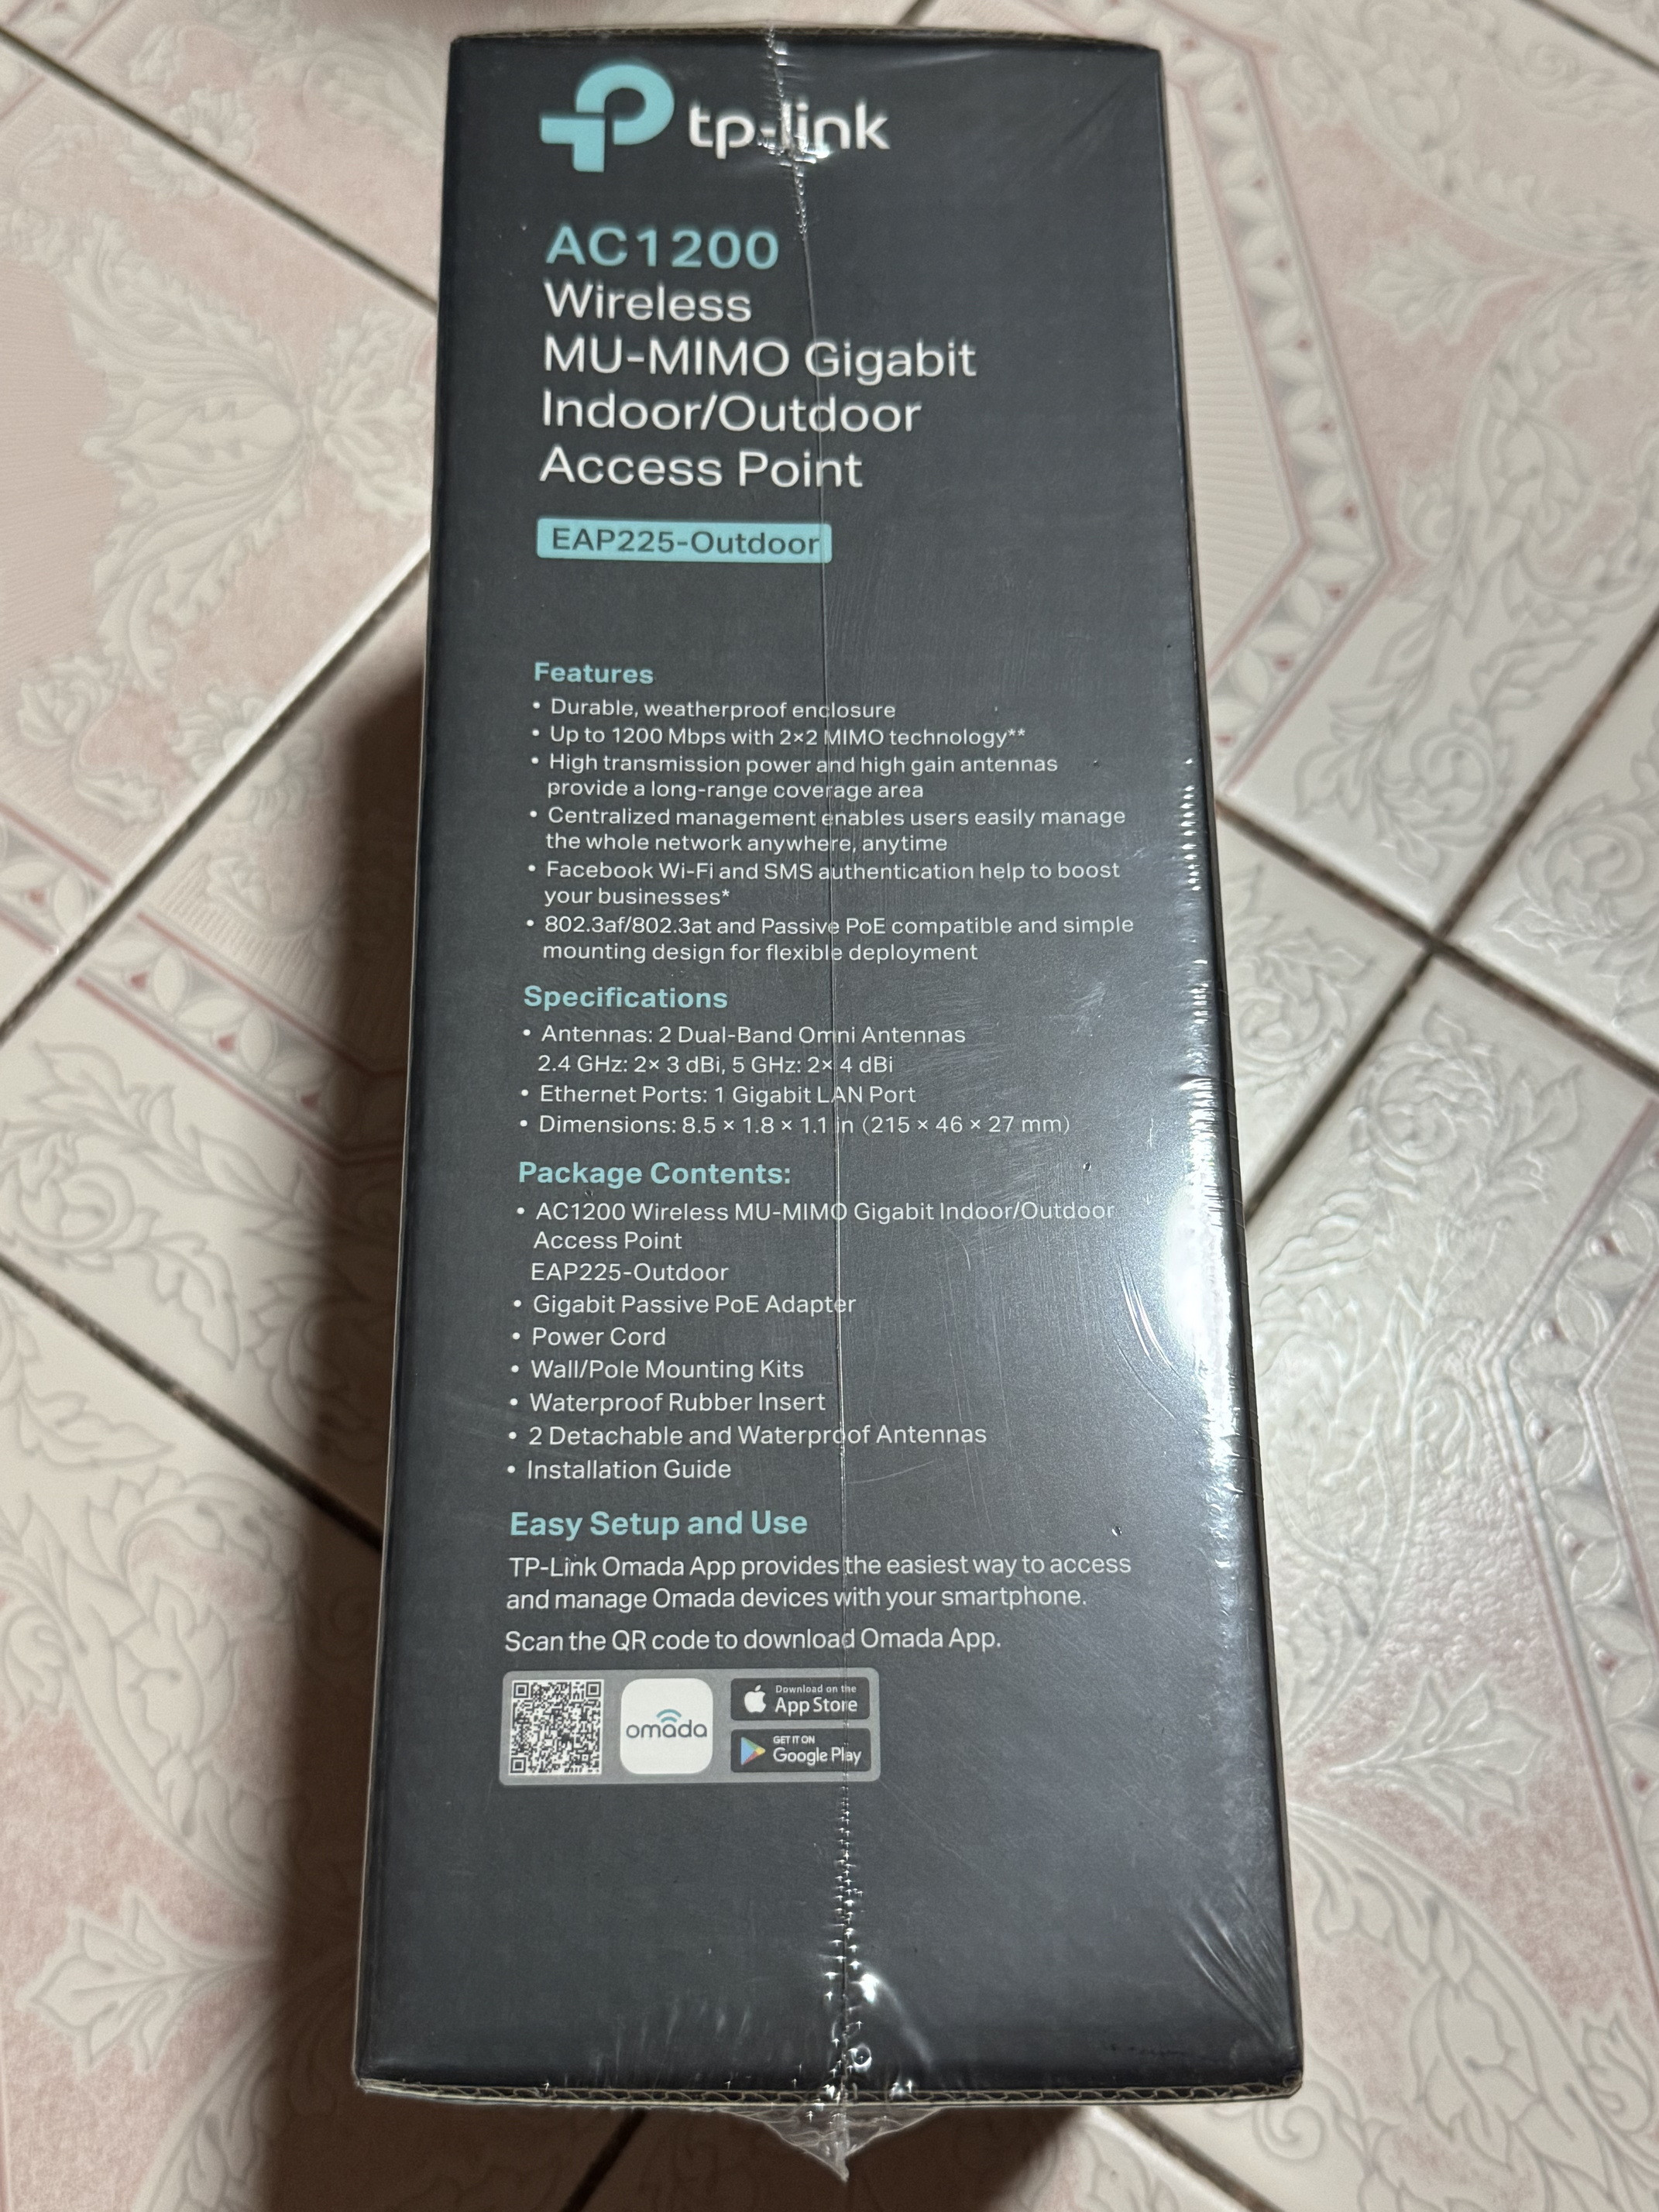 tp-link
AC1200
Wireless
MU-MIMO Gigabit
Indoor/Outdoor
Access Point
EAP225-Outdoor
Features
• Durable, weatherproof enclosure
• Up to 1200 Mbps with 2×2 MIMO technology**
• High transmission power and high gain antennas
provide a long-range coverage area
• Centralized management enables users easily manage
the whole network anywhere, anytime
• Facebook Wi-Fi and SMS authentication help to boost
your businesses*
• 802.3af/802.3at and Passive PoE compatible and simple
mounting design for flexible deployment
Specifications
• Antennas: 2 Dual-Band Omni Antennas
2.4 GHz: 2× 3 dBi, 5 GHz: 2× 4 dBi
• Ethernet Ports: 1 Gigabit LAN Port
• Dimensions: 8.5 × 1.8 × 1.1 in (215 × 46 × 27 mm)
Package Contents:
• AC1200 Wireless MU-MIMO Gigabit Indoor/Outdoor
Access Point
EAP225-Outdoor
• Gigabit Passive PoE Adapter
• Power Cord
• Wall/Pole Mounting Kits
• Waterproof Rubber Insert
• 2 Detachable and Waterproof Antennas
• Installation Guide
Easy Setup and Use
TP-Link Omada App provides the easiest way to access
and manage Omada devices with your smartphone.
Scan the QR code to download Omada App.
omada
Download on the
App Store
GET IT ON
Google Play